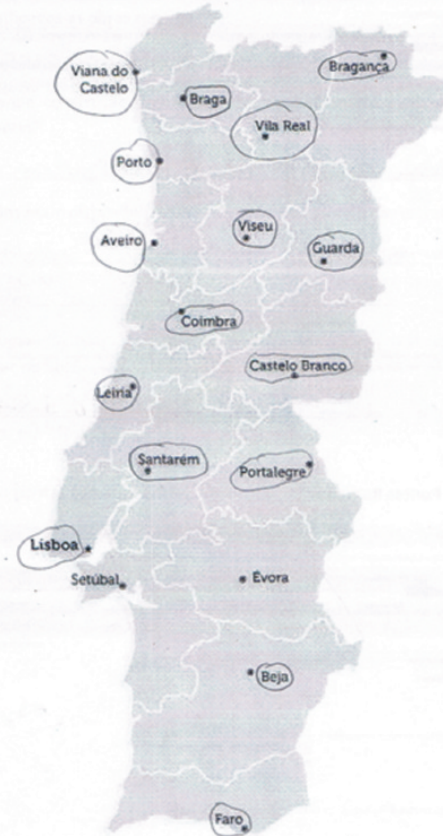 Viana do
Castelo
Bragança
Braga
Vila Real
Porto
Aveiro
Viseu
Guarda
Coimbra
Castelo Branco
Leiria
Santarém
Portalegre
Lisboa
Setúbal
Évora
Beja
Faro